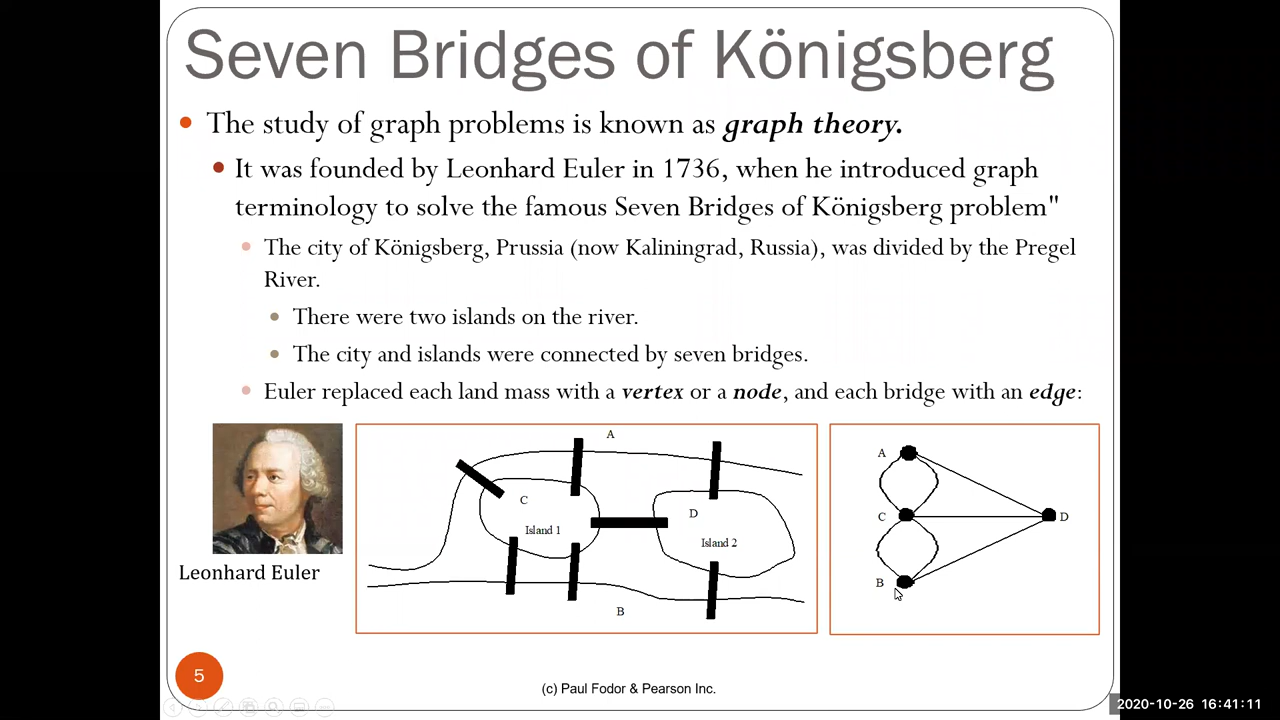 Seven Bridges of Königsberg
The study of graph problems is known as graph theory.
It was founded by Leonhard Euler in 1736, when he introduced graph
terminology to solve the famous Seven Bridges of Königsberg problem"
The city of Königsberg, Prussia (now Kaliningrad, Russia), was divided by the Pregel
River.
There were two islands on the river.
The city and islands were connected by seven bridges.
Euler replaced each land mass with a vertex or a node, and each bridge with an edge:
Leonhard Euler
A
C
Island 1
D
Island 2
B
A
C
D
B
5
(c) Paul Fodor & Pearson Inc.
2020-10-26 16:41:11